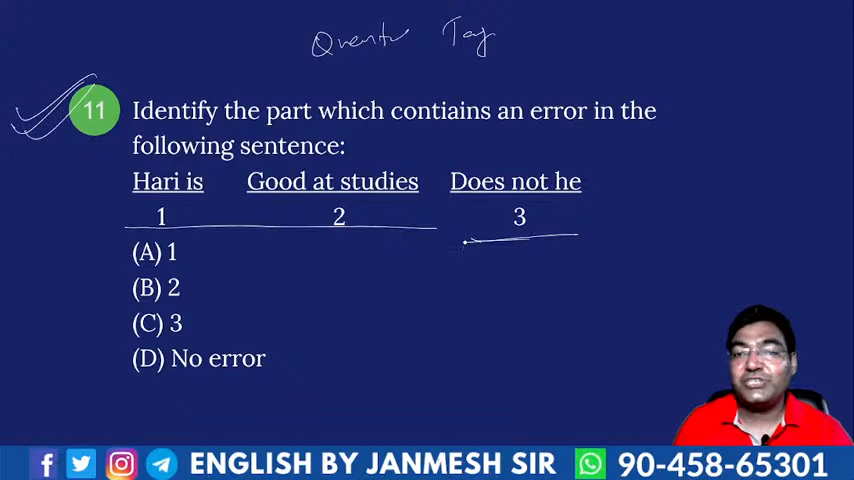 Question Tag
11 Identify the part which contiains an error in the
following sentence:
Hari is Good at studies Does not he
1 2 3
(A) 1
(B) 2
(C) 3
(D) No error
ENGLISH BY JANMESH SIR 90-458-65301